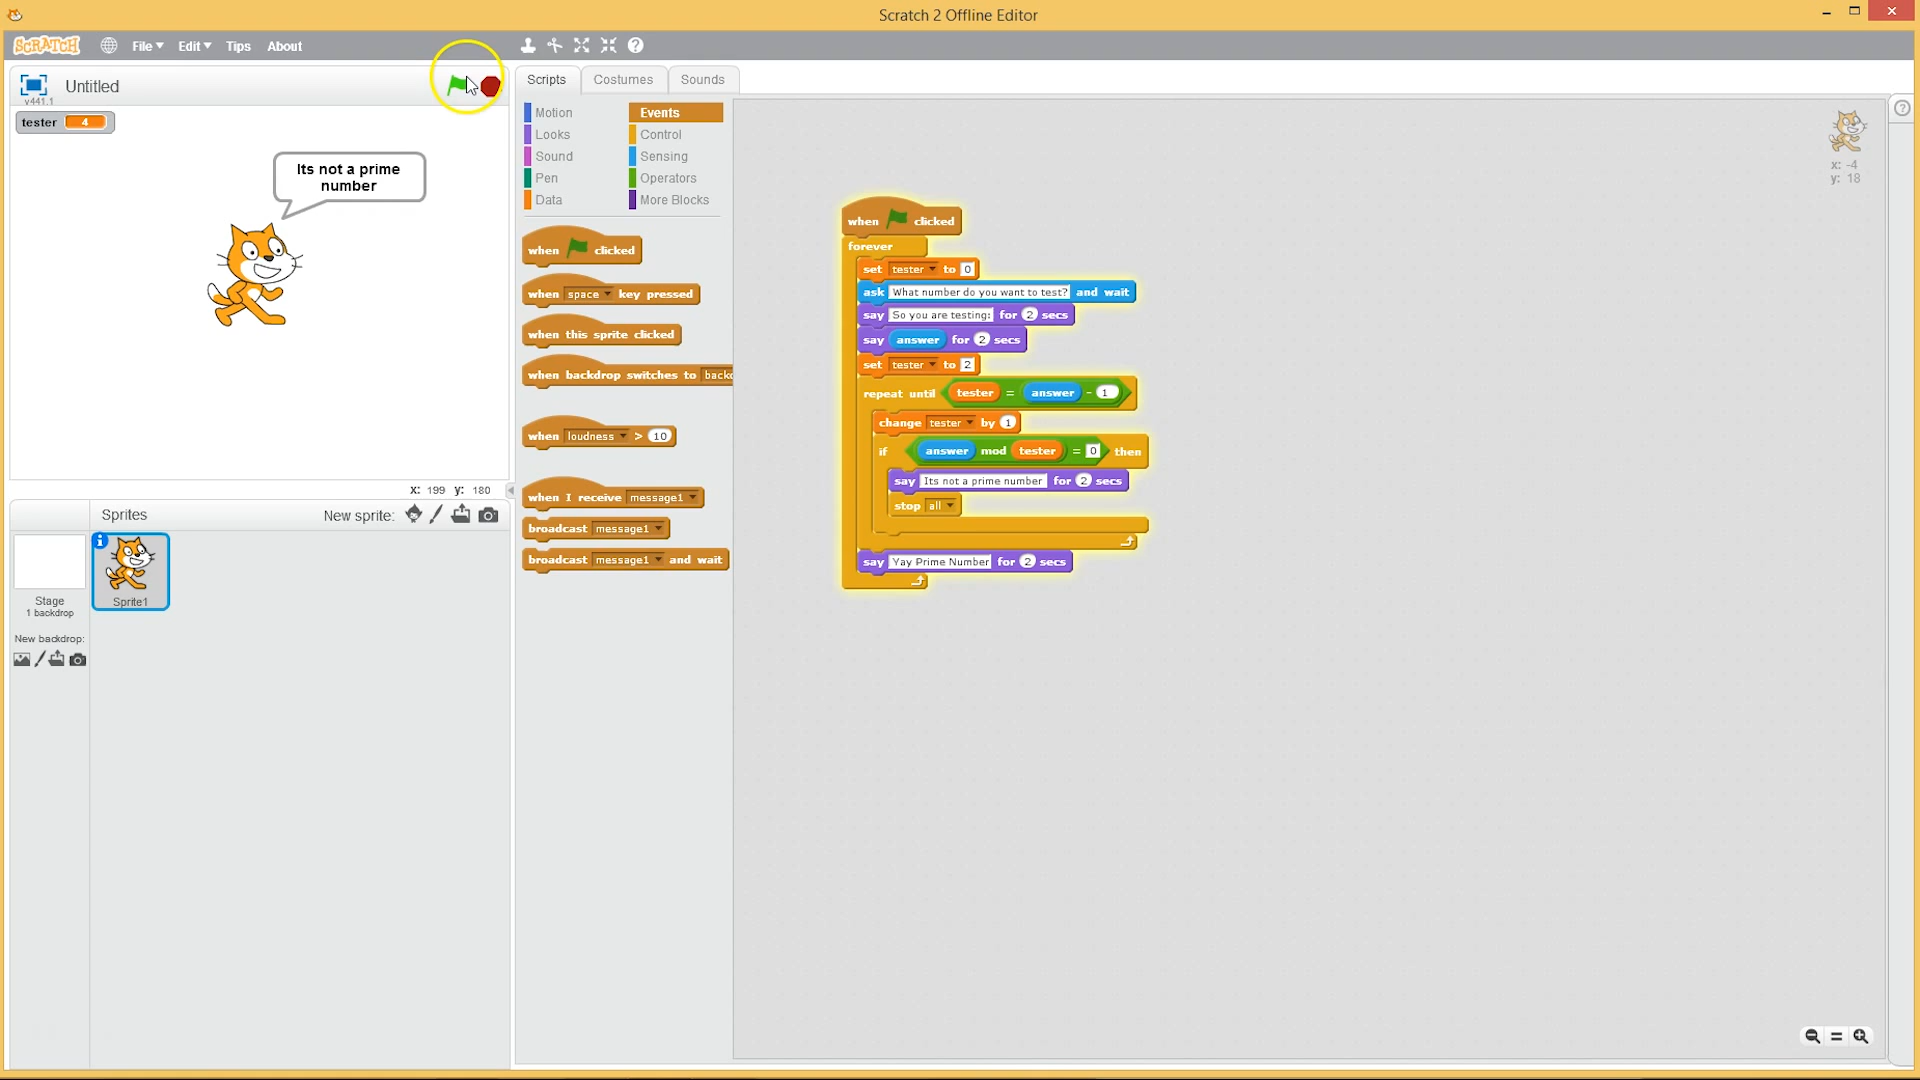 Scratch 2 Offline Editor
SCRATCH File Edit Tips About
v441.1 Untitled
tester 4
Its not a prime
number
x: 199 y: 180
Sprites New sprite:
Sprite1
Stage
1 backdrop
New backdrop:
Scripts Costumes Sounds
Motion Events
Looks Control
Sound Sensing
Pen Operators
Data More Blocks
when clicked
when space key pressed
when this sprite clicked
when backdrop switches to
when loudness > 10
when I receive message1
broadcast message1
broadcast message1 and wait
when clicked
forever
set tester to 0
ask What number do you want to test? and wait
say So you are testing: for 2 secs
say answer for 2 secs
set tester to 2
repeat until tester = answer - 1
change tester by 1
if answer mod tester = 0 then
say Its not a prime number for 2 secs
stop all
say Yay Prime Number for 2 secs
x: -4
y: 18